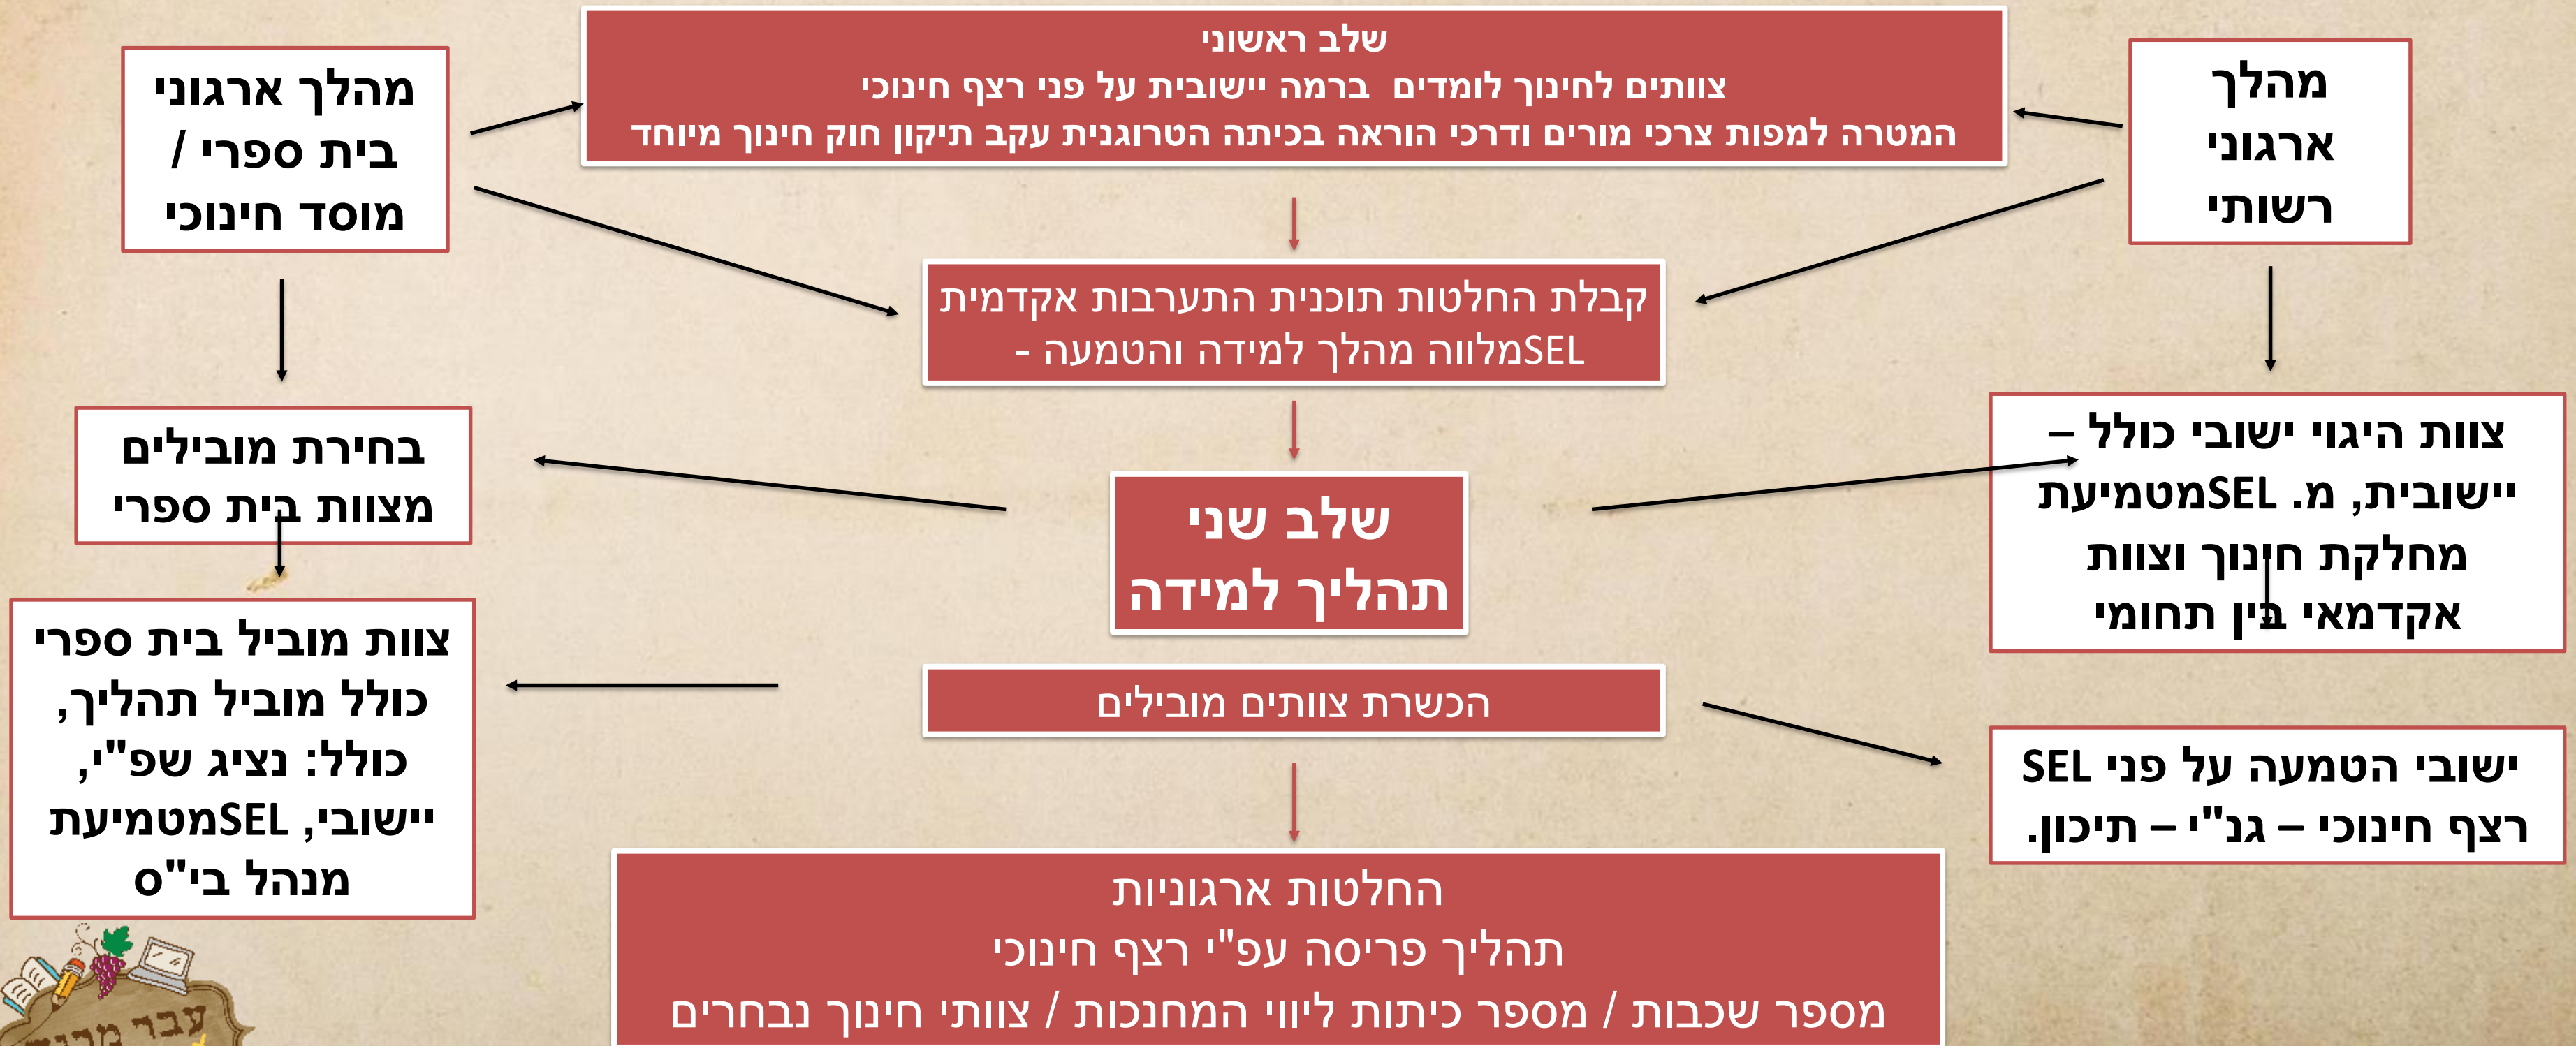 שלב ראשוני
צוותים לחינוך לומדים ברמה יישובית על פני רצף חינוכי
המטרה למפות צרכי מורים ודרכי הוראה בכיתה הטרוגנית עקב תיקון חוק חינוך מיוחד
מהלך
ארגוני
רשותי
מהלך ארגוני
בית ספרי /
מוסד חינוכי
קבלת החלטות תוכנית התערבות אקדמית
SELמלווה מהלך למידה והטמעה -
צוות היגוי ישובי כולל –
יישובית, מ. SELמטמיעת
מחלקת חינוך וצוות
אקדמאי בין תחומי
שלב שני
תהליך למידה
בחירת מובילים
מצוות בית ספרי
הכשרת צוותים מובילים
ישובי הטמעה על פני SEL
רצף חינוכי – גנ"י – תיכון.
צוות מוביל בית ספרי
כולל מוביל תהליך,
כולל: נציג שפ"י,
יישובי, SELמטמיעת
מנהל בי"ס
החלטות ארגוניות
תהליך פריסה עפ"י רצף חינוכי
מספר שכבות / מספר כיתות ליווי המחנכות / צוותי חינוך נבחרים
עבר